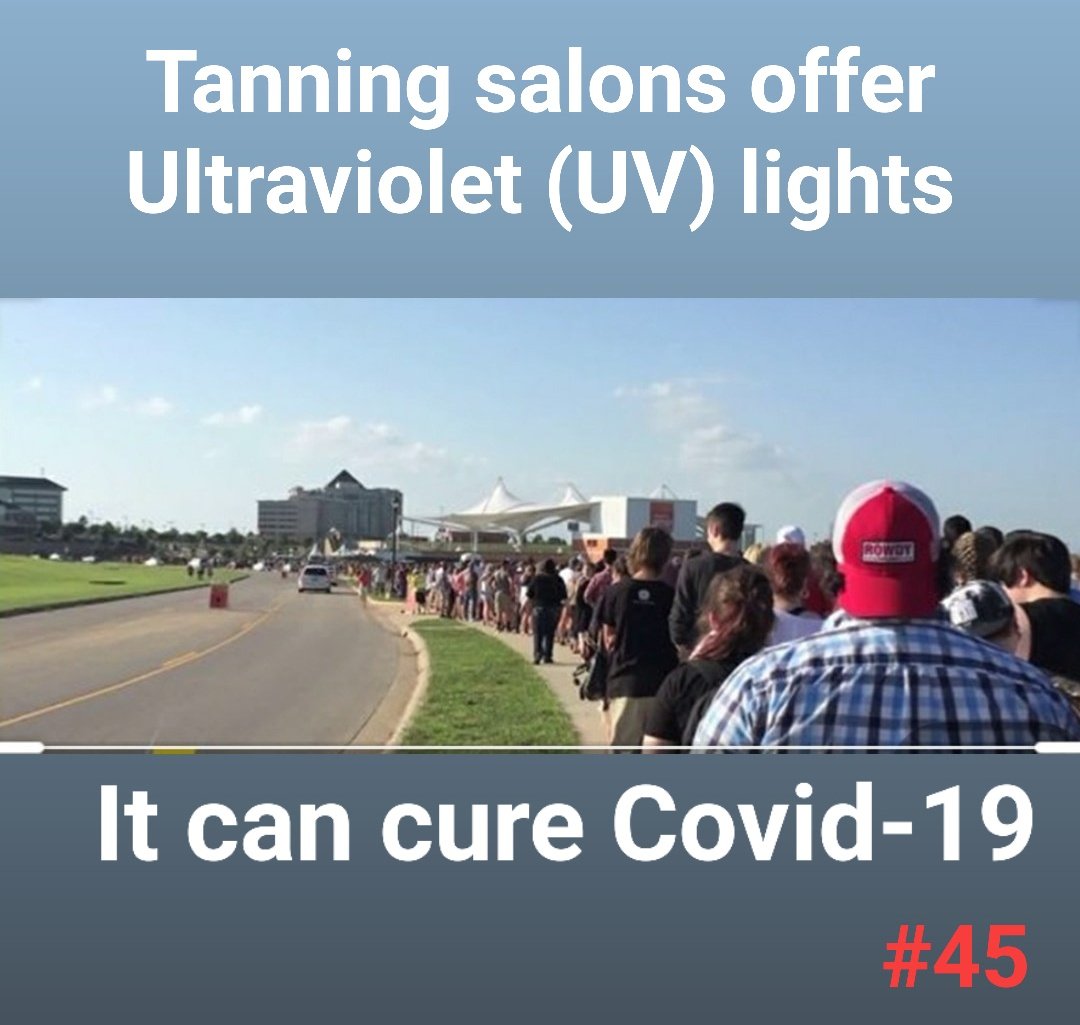 Tanning salons offer
Ultraviolet (UV) lights
ROWDY
It can cure Covid-19
#45